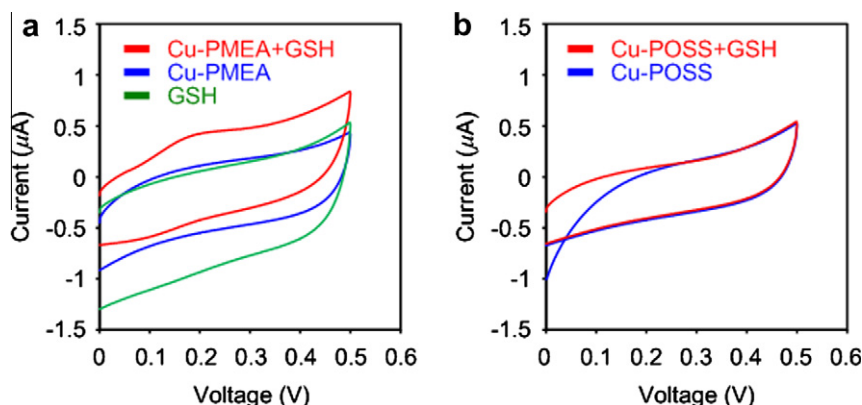 a
Cu-PMEA+GSH
Cu-PMEA
GSH
Current (μA)
1.5
1
0.5
0
-0.5
-1
-1.5
0 0.1 0.2 0.3 0.4 0.5 0.6
Voltage (V)
b
Cu-POSS+GSH
Cu-POSS
Current (μA)
1.5
1
0.5
0
-0.5
-1
-1.5
0 0.1 0.2 0.3 0.4 0.5 0.6
Voltage (V)